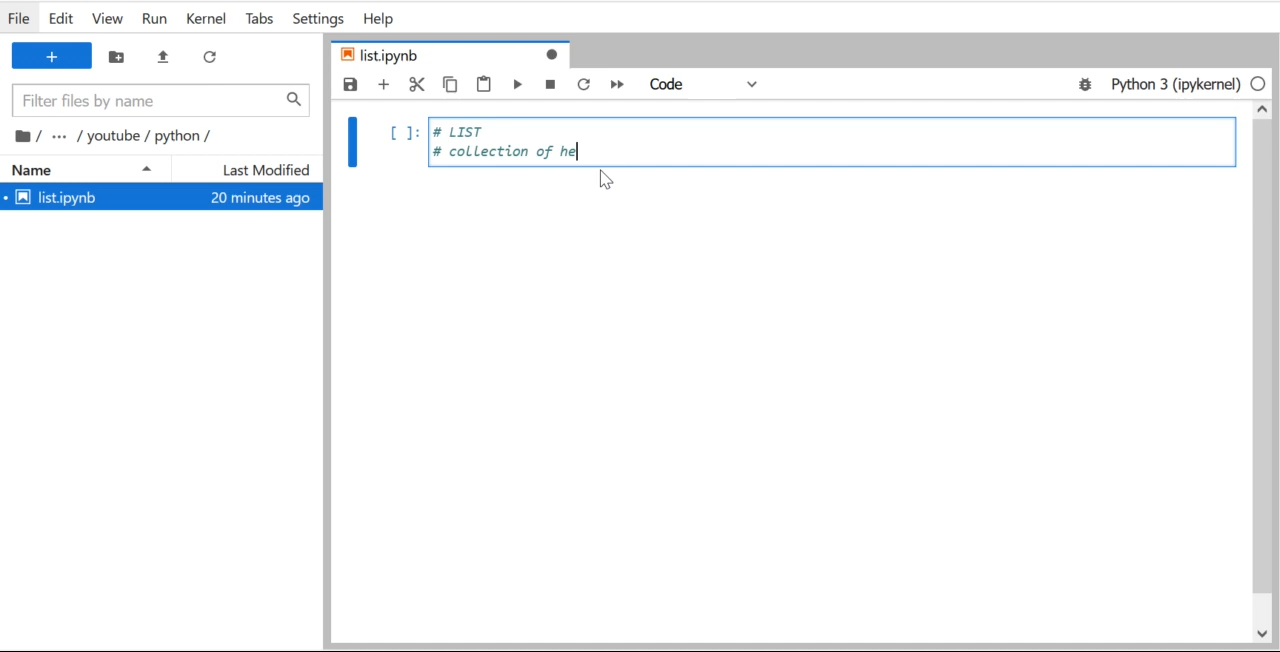 File Edit View Run Kernel Tabs Settings Help
+
Filter files by name
/ ··· / youtube / python /
Name Last Modified
• list.ipynb 20 minutes ago
list.ipynb
Code Python 3 (ipykernel)
[ ]: # LIST
# collection of he